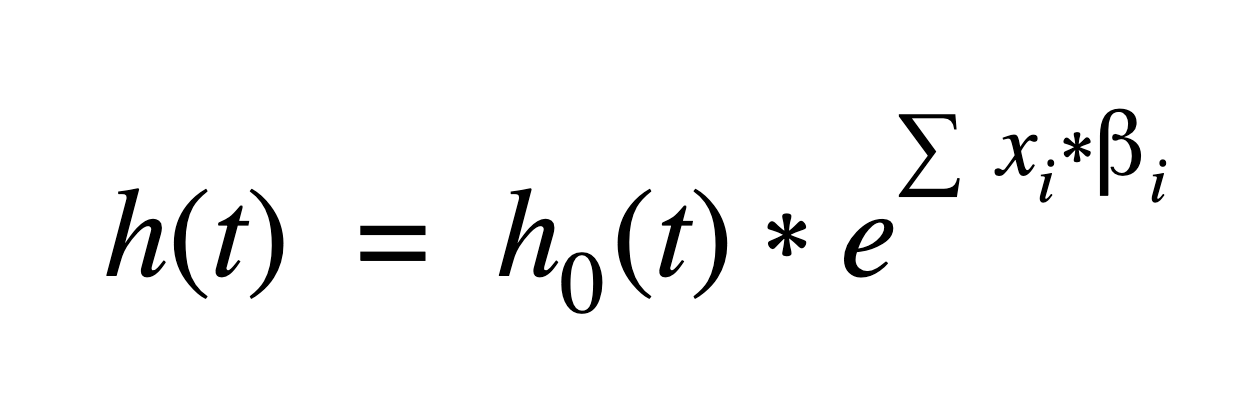 h(t) = h₀(t) * e^{∑ xᵢ*βᵢ}